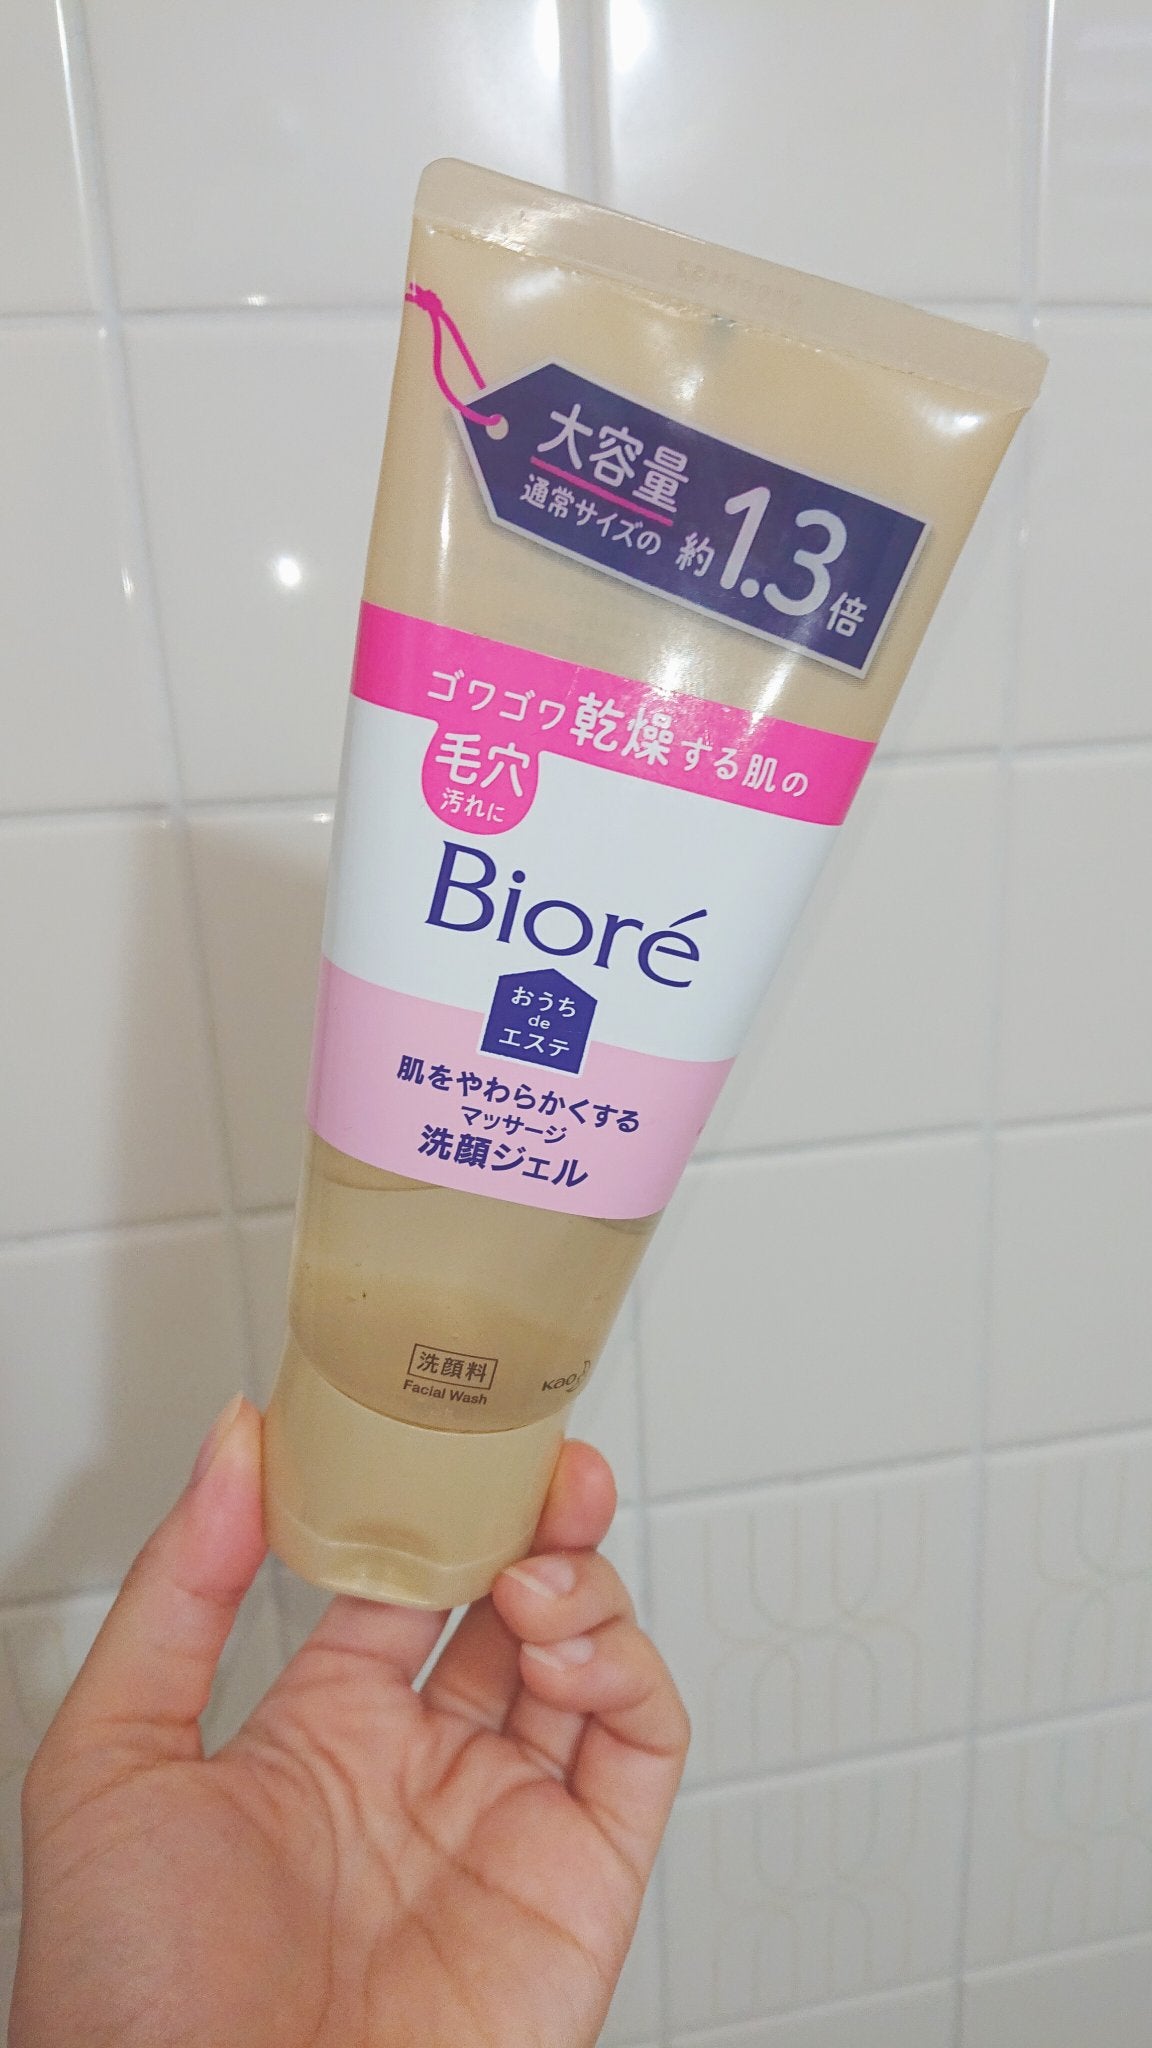 大容量
通常サイズの 約1.3倍
ゴワゴワ乾燥する肌の
毛穴
汚れに
Bioré
おうち
de
エステ
肌をやわらかくする
マッサージ
洗顔ジェル
洗顔料
Facial Wash
Kao